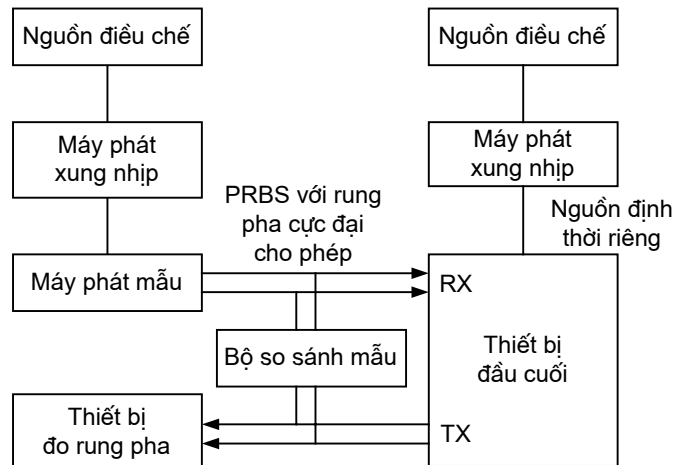 Nguồn điều chế
Nguồn điều chế
Máy phát
xung nhịp
Máy phát
xung nhịp
PRBS với rung
pha cực đại
cho phép
Nguồn định
thời riêng
Máy phát mẫu
RX
Bộ so sánh mẫu
Thiết bị
đầu cuối
Thiết bị
đo rung pha
TX